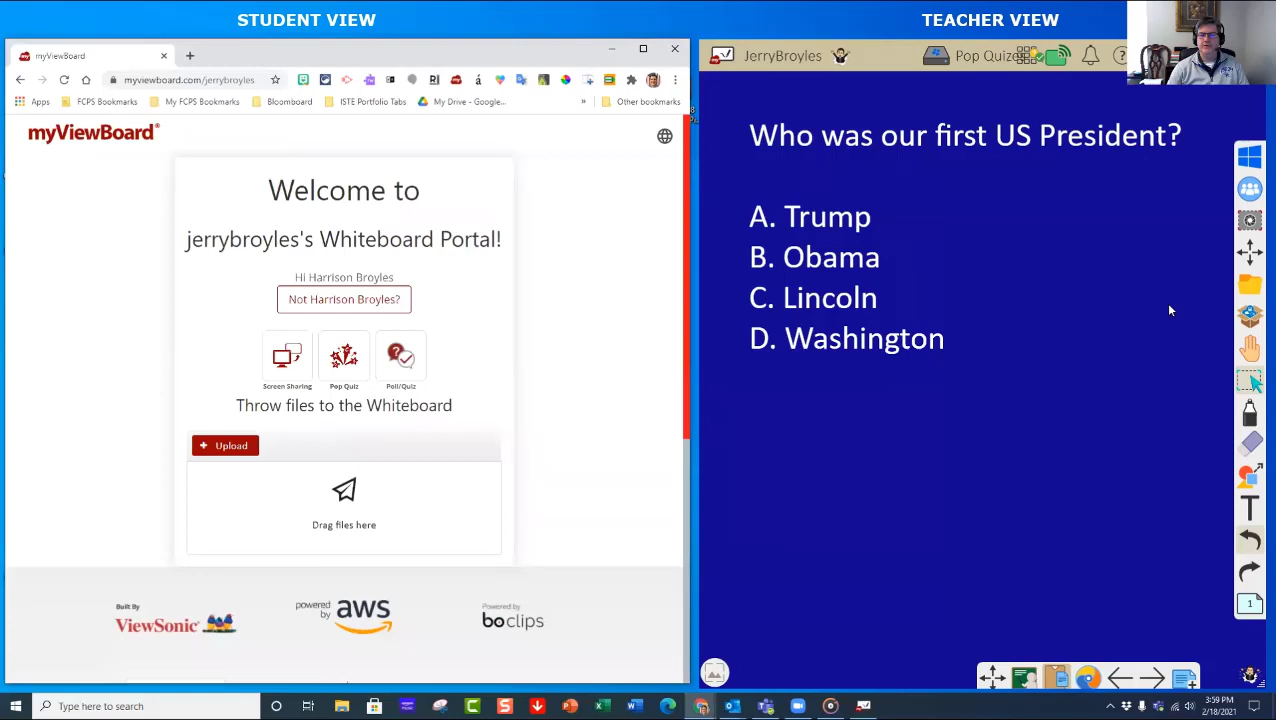 STUDENT VIEW
TEACHER VIEW
myViewBoard
myviewboard.com/jerrybroyles
Apps
FCPS Bookmarks
My FCPS Bookmarks
Bloomboard
ISTE Portfolio Tabs
My Drive - Google...
»
Other bookmarks
myViewBoard®
Welcome to
jerrybroyles's Whiteboard Portal!
Hi Harrison Broyles
Not Harrison Broyles?
Screen Sharing
Pop Quiz
Poll/Quiz
Throw files to the Whiteboard
+ Upload
Drag files here
Built By
ViewSonic®
powered by
aws
Powered by
boclips
JerryBroyles
Pop Quiz
Who was our first US President?
A. Trump
B. Obama
C. Lincoln
D. Washington
T
1
Type here to search
3:59 PM
2/18/2021